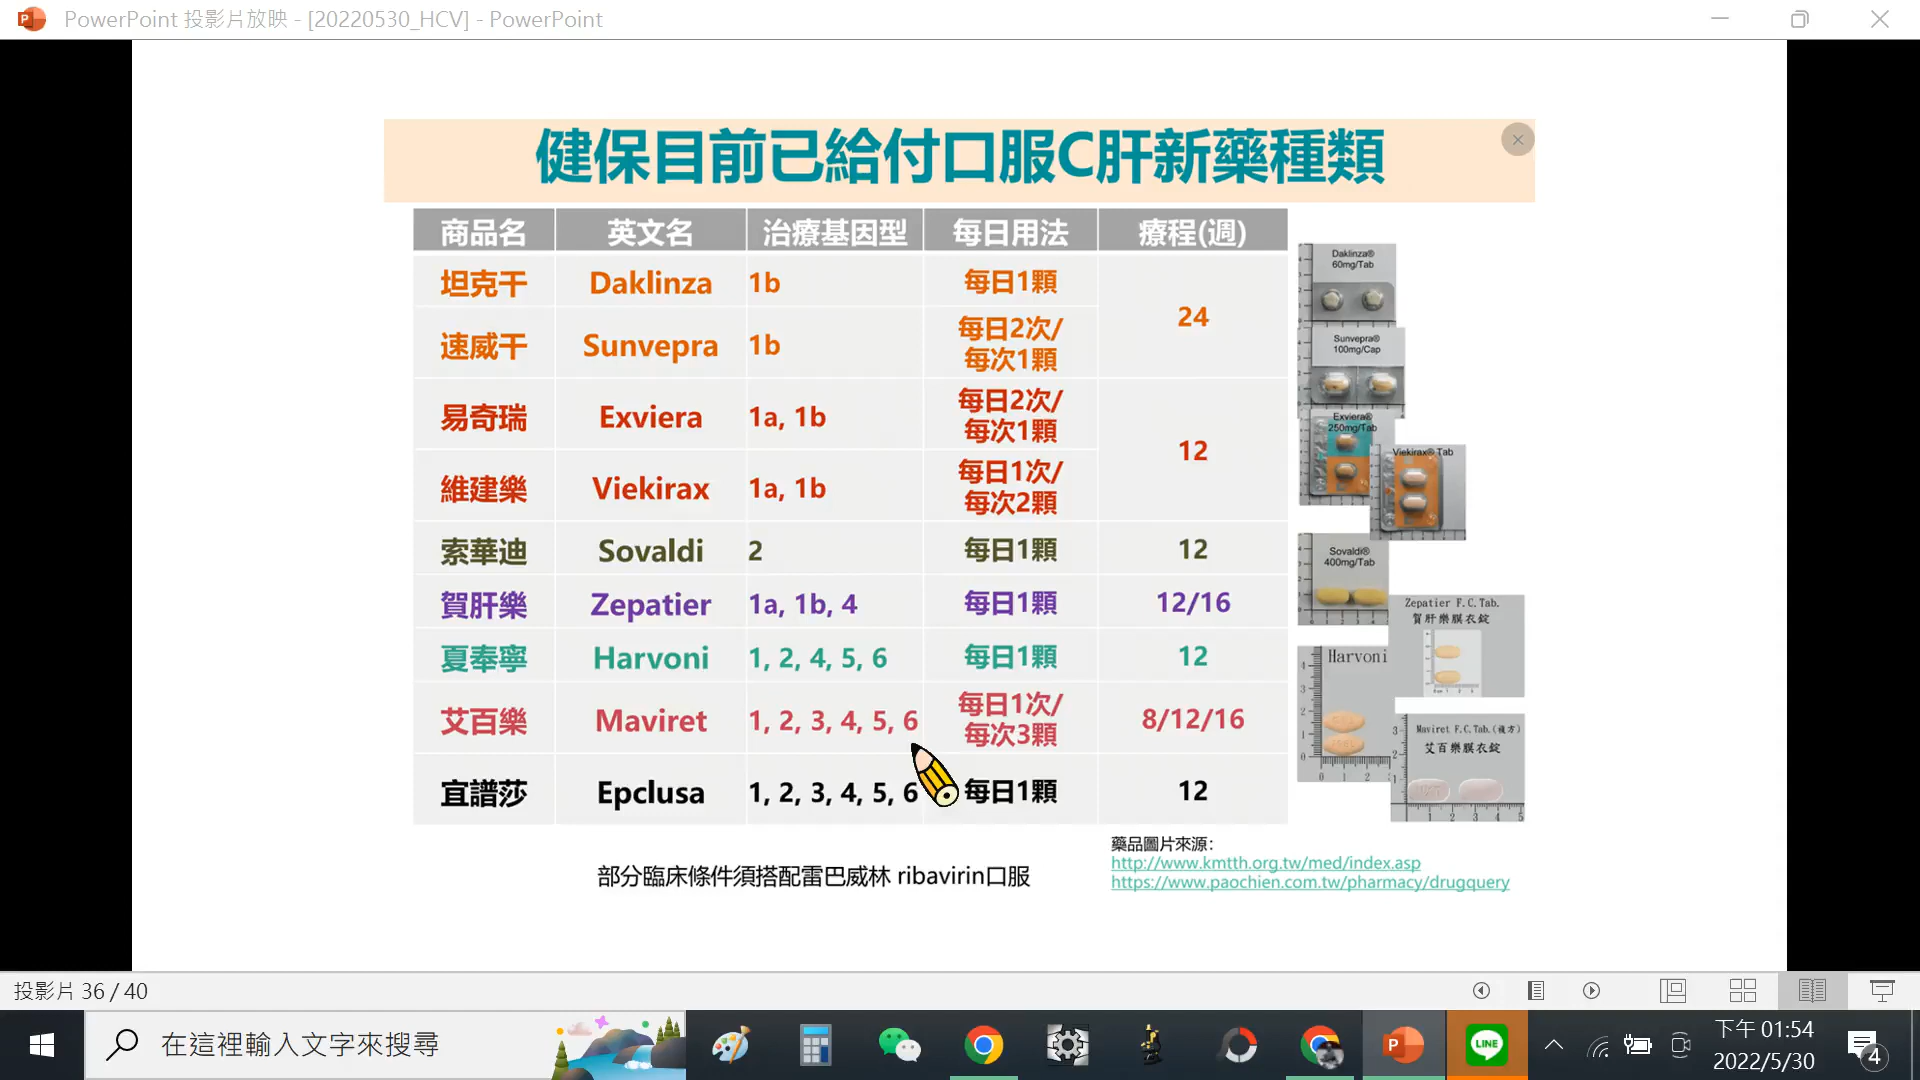 PowerPoint 投影片放映 - [20220530_HCV] - PowerPoint
健保目前已給付口服C肝新藥種類
商品名 英文名 治療基因型 每日用法 療程(週)
坦克干 Daklinza 1b 每日1顆
24
速威干 Sunvepra 1b 每日2次/
每次1顆
易奇瑞 Exviera 1a, 1b 每日2次/
每次1顆
12
維建樂 Viekirax 1a, 1b 每日1次/
每次2顆
索華迪 Sovaldi 2 每日1顆 12
賀肝樂 Zepatier 1a, 1b, 4 每日1顆 12/16
夏奉寧 Harvoni 1, 2, 4, 5, 6 每日1顆 12
艾百樂 Maviret 1, 2, 3, 4, 5, 6 每日1次/
每次3顆
8/12/16
宜譜莎 Epclusa 1, 2, 3, 4, 5, 6 每日1顆 12
Daklinza®
60mg/Tab
Sunvepra®
100mg/Cap
Exviera®
250mg/Tab
Viekirax® Tab
Sovaldi®
400mg/Tab
Zepatier F.C.Tab.
賀肝樂膜衣錠
Harvoni
Maviret F.C.Tab.(複方)
艾百樂膜衣錠
部分臨床條件須搭配雷巴威林 ribavirin口服
藥品圖片來源:
http://www.kmtth.org.tw/med/index.asp
https://www.paochien.com.tw/pharmacy/drugquery
投影片 36 / 40
在這裡輸入文字來搜尋
LINE
下午 01:54
2022/5/30
4